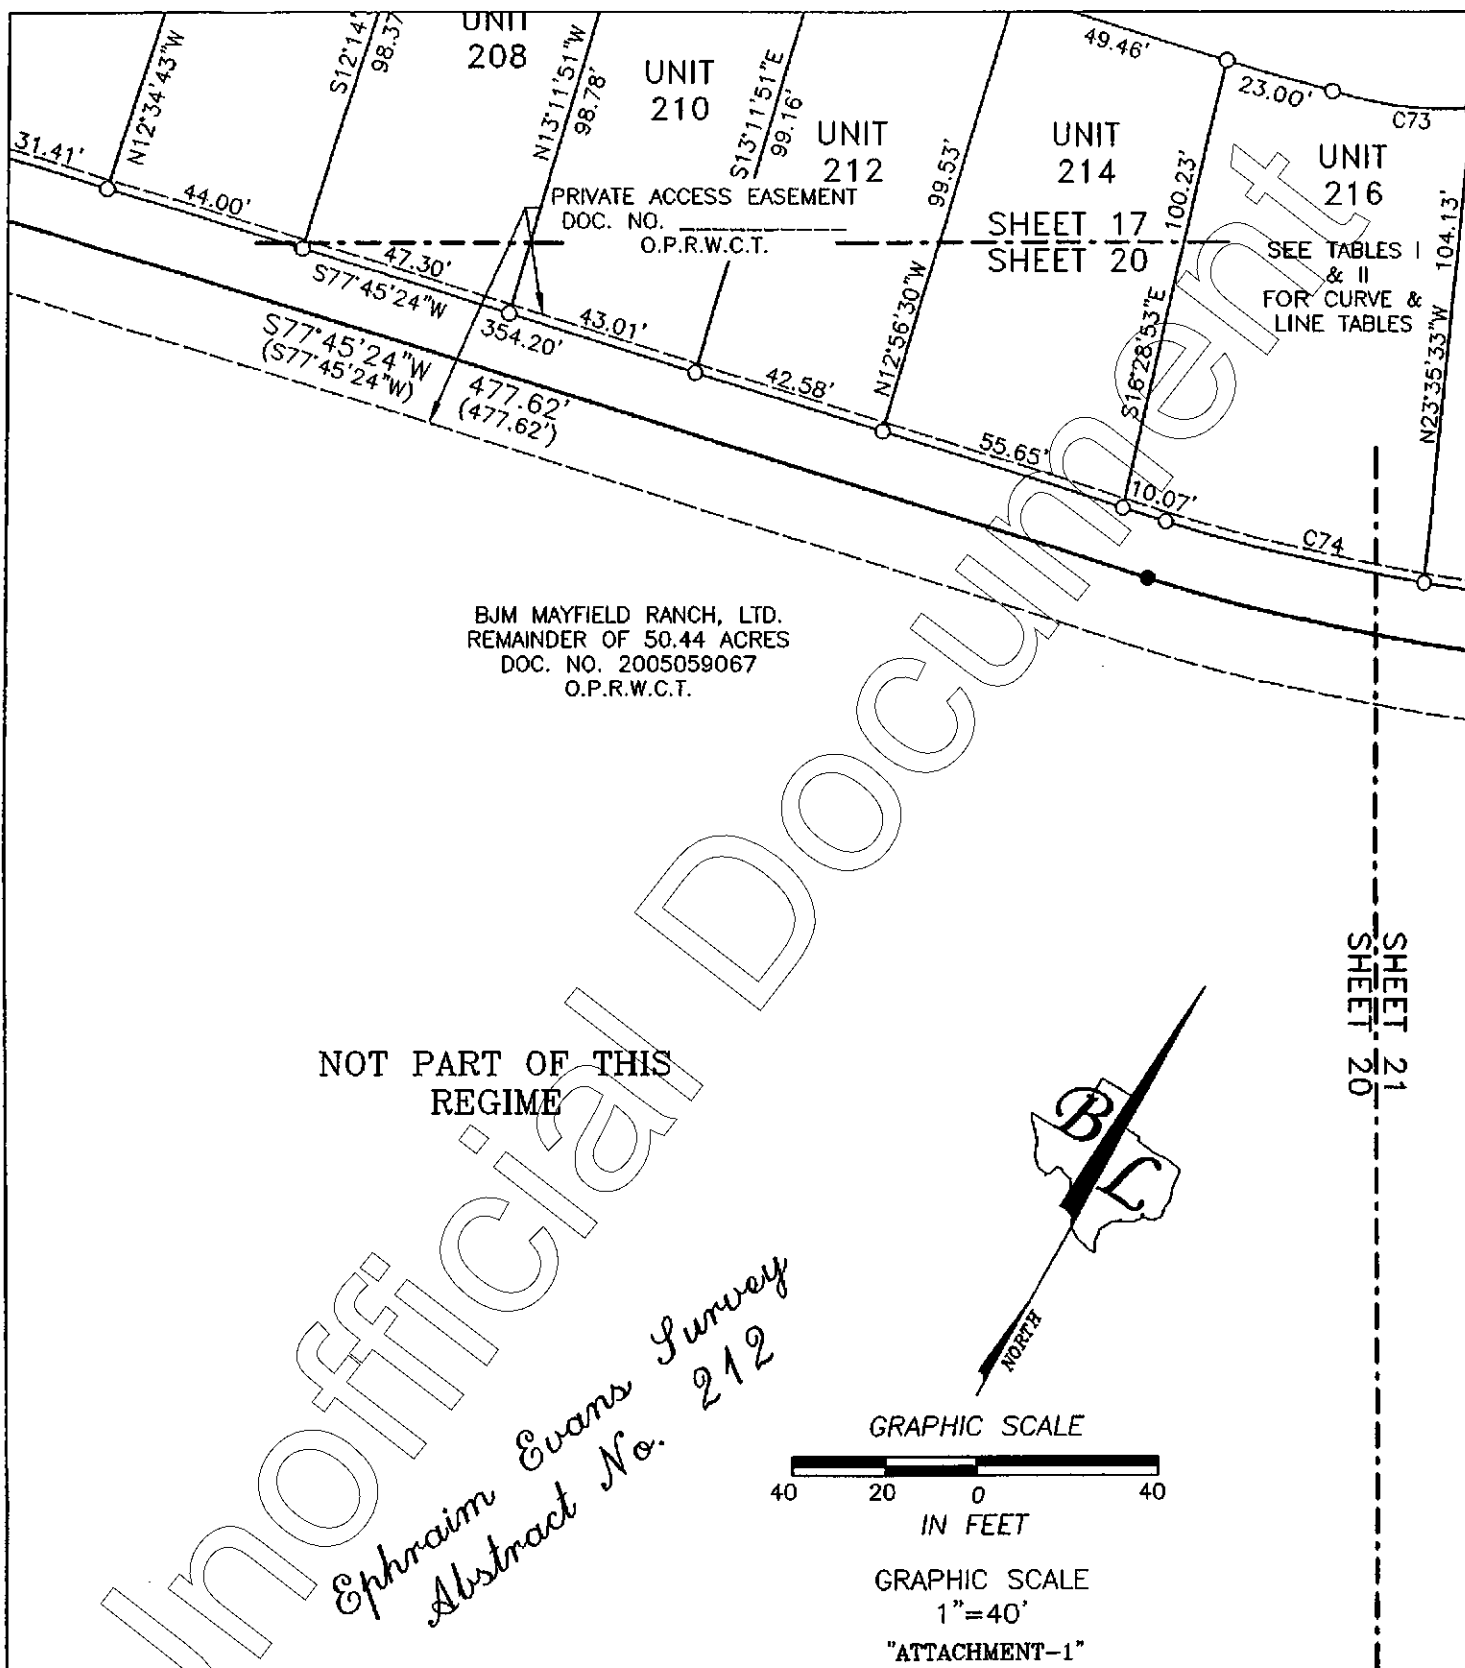 UNIT
208
UNIT
210
UNIT
212
UNIT
214
UNIT
216
49.46'
23.00'
C73
N12°34'43"W
S12°14'
98.37
N13°11'51"W
98.78'
S13°11'51"E
99.16'
99.53'
N12°56'30"W
100.23'
S16°28'53"E
104.13'
N23°35'33"W
31.41'
44.00'
PRIVATE ACCESS EASEMENT
DOC. NO. ____________
O.P.R.W.C.T.
SHEET 17
SHEET 20
SEE TABLES I
& II
FOR CURVE &
LINE TABLES
47.30'
S77°45'24"W
354.20'
43.01'
42.58'
55.65'
10.07'
C74
S77°45'24"W
(S77°45'24"W)
477.62'
(477.62')
BJM MAYFIELD RANCH, LTD.
REMAINDER OF 50.44 ACRES
DOC. NO. 2005059067
O.P.R.W.C.T.
SHEET 21
SHEET 20
NOT PART OF THIS
REGIME
Unofficial Document
B
L
NORTH
Ephraim Evans Survey
Abstract No. 212
GRAPHIC SCALE
40 20 0 40
IN FEET
GRAPHIC SCALE
1"=40'
"ATTACHMENT-1"